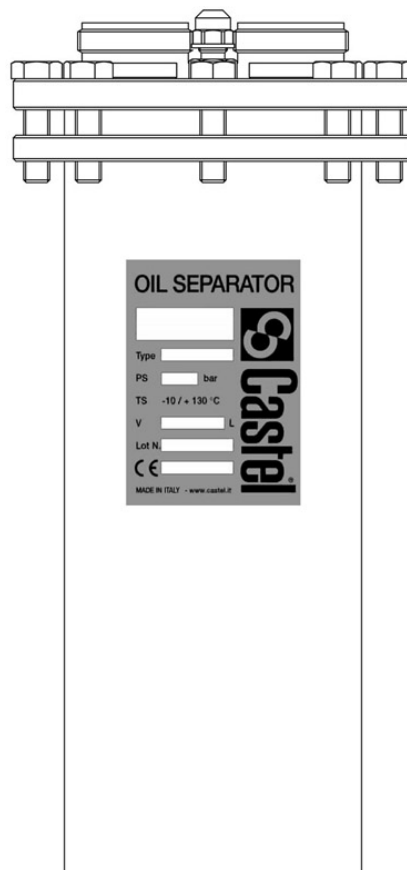 OIL SEPARATOR
Type
PS bar
TS -10 / + 130 °C
V L
Lot N.
CE
MADE IN ITALY - www.castel.it
Castel®